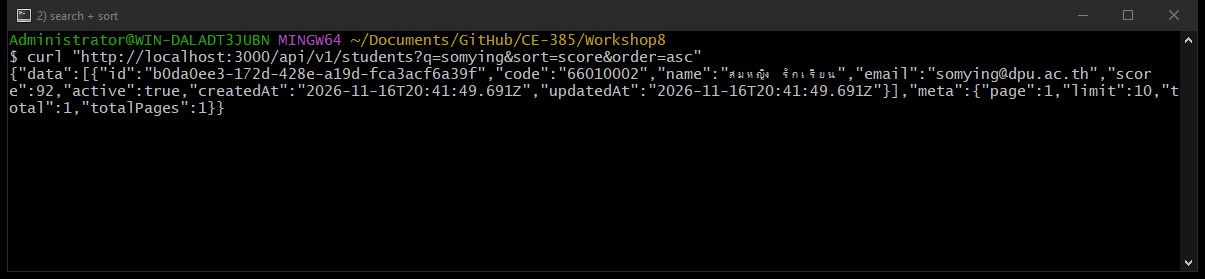 2) search + sort
Administrator@WIN-DALADT3JUBN MINGW64 ~/Documents/GitHub/CE-385/Workshop8
$ curl "http://localhost:3000/api/v1/students?q=somying&sort=score&order=asc"
{"data":[{"id":"b0da0ee3-172d-428e-a19d-fca3acf6a39f","code":"66010002","name":"สมหญิง รักเรียน","email":"somying@dpu.ac.th","scor
e":92,"active":true,"createdAt":"2026-11-16T20:41:49.691Z","updatedAt":"2026-11-16T20:41:49.691Z"}],"meta":{"page":1,"limit":10,"t
otal":1,"totalPages":1}}